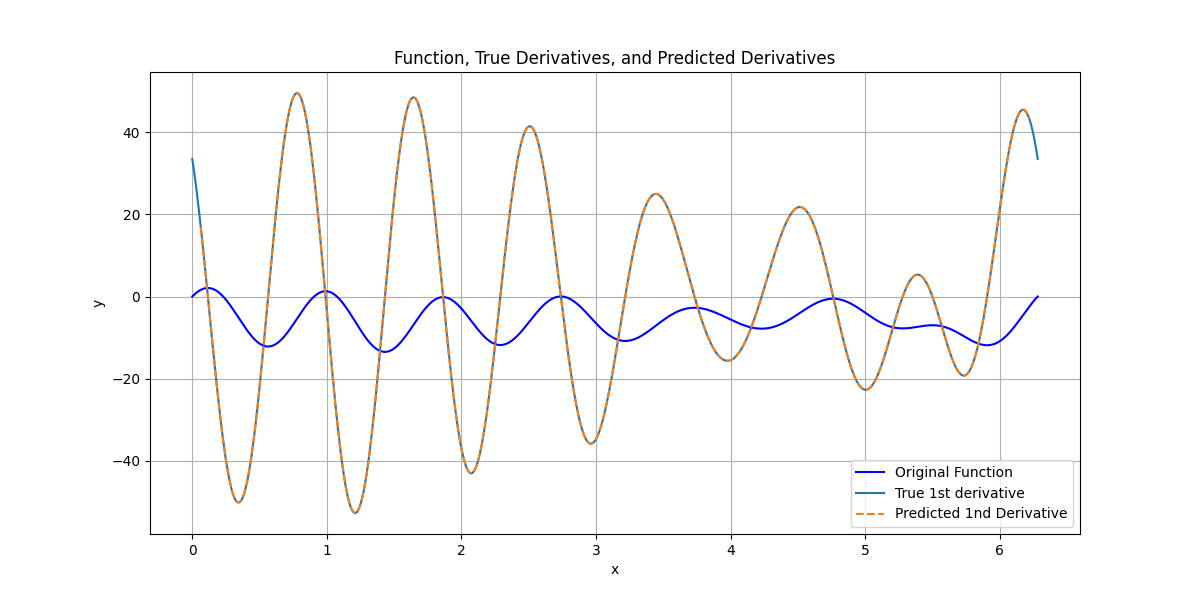 Function, True Derivatives, and Predicted Derivatives
40
20
0
−20
−40
y
0 1 2 3 4 5 6
x
Original Function
True 1st derivative
Predicted 1nd Derivative